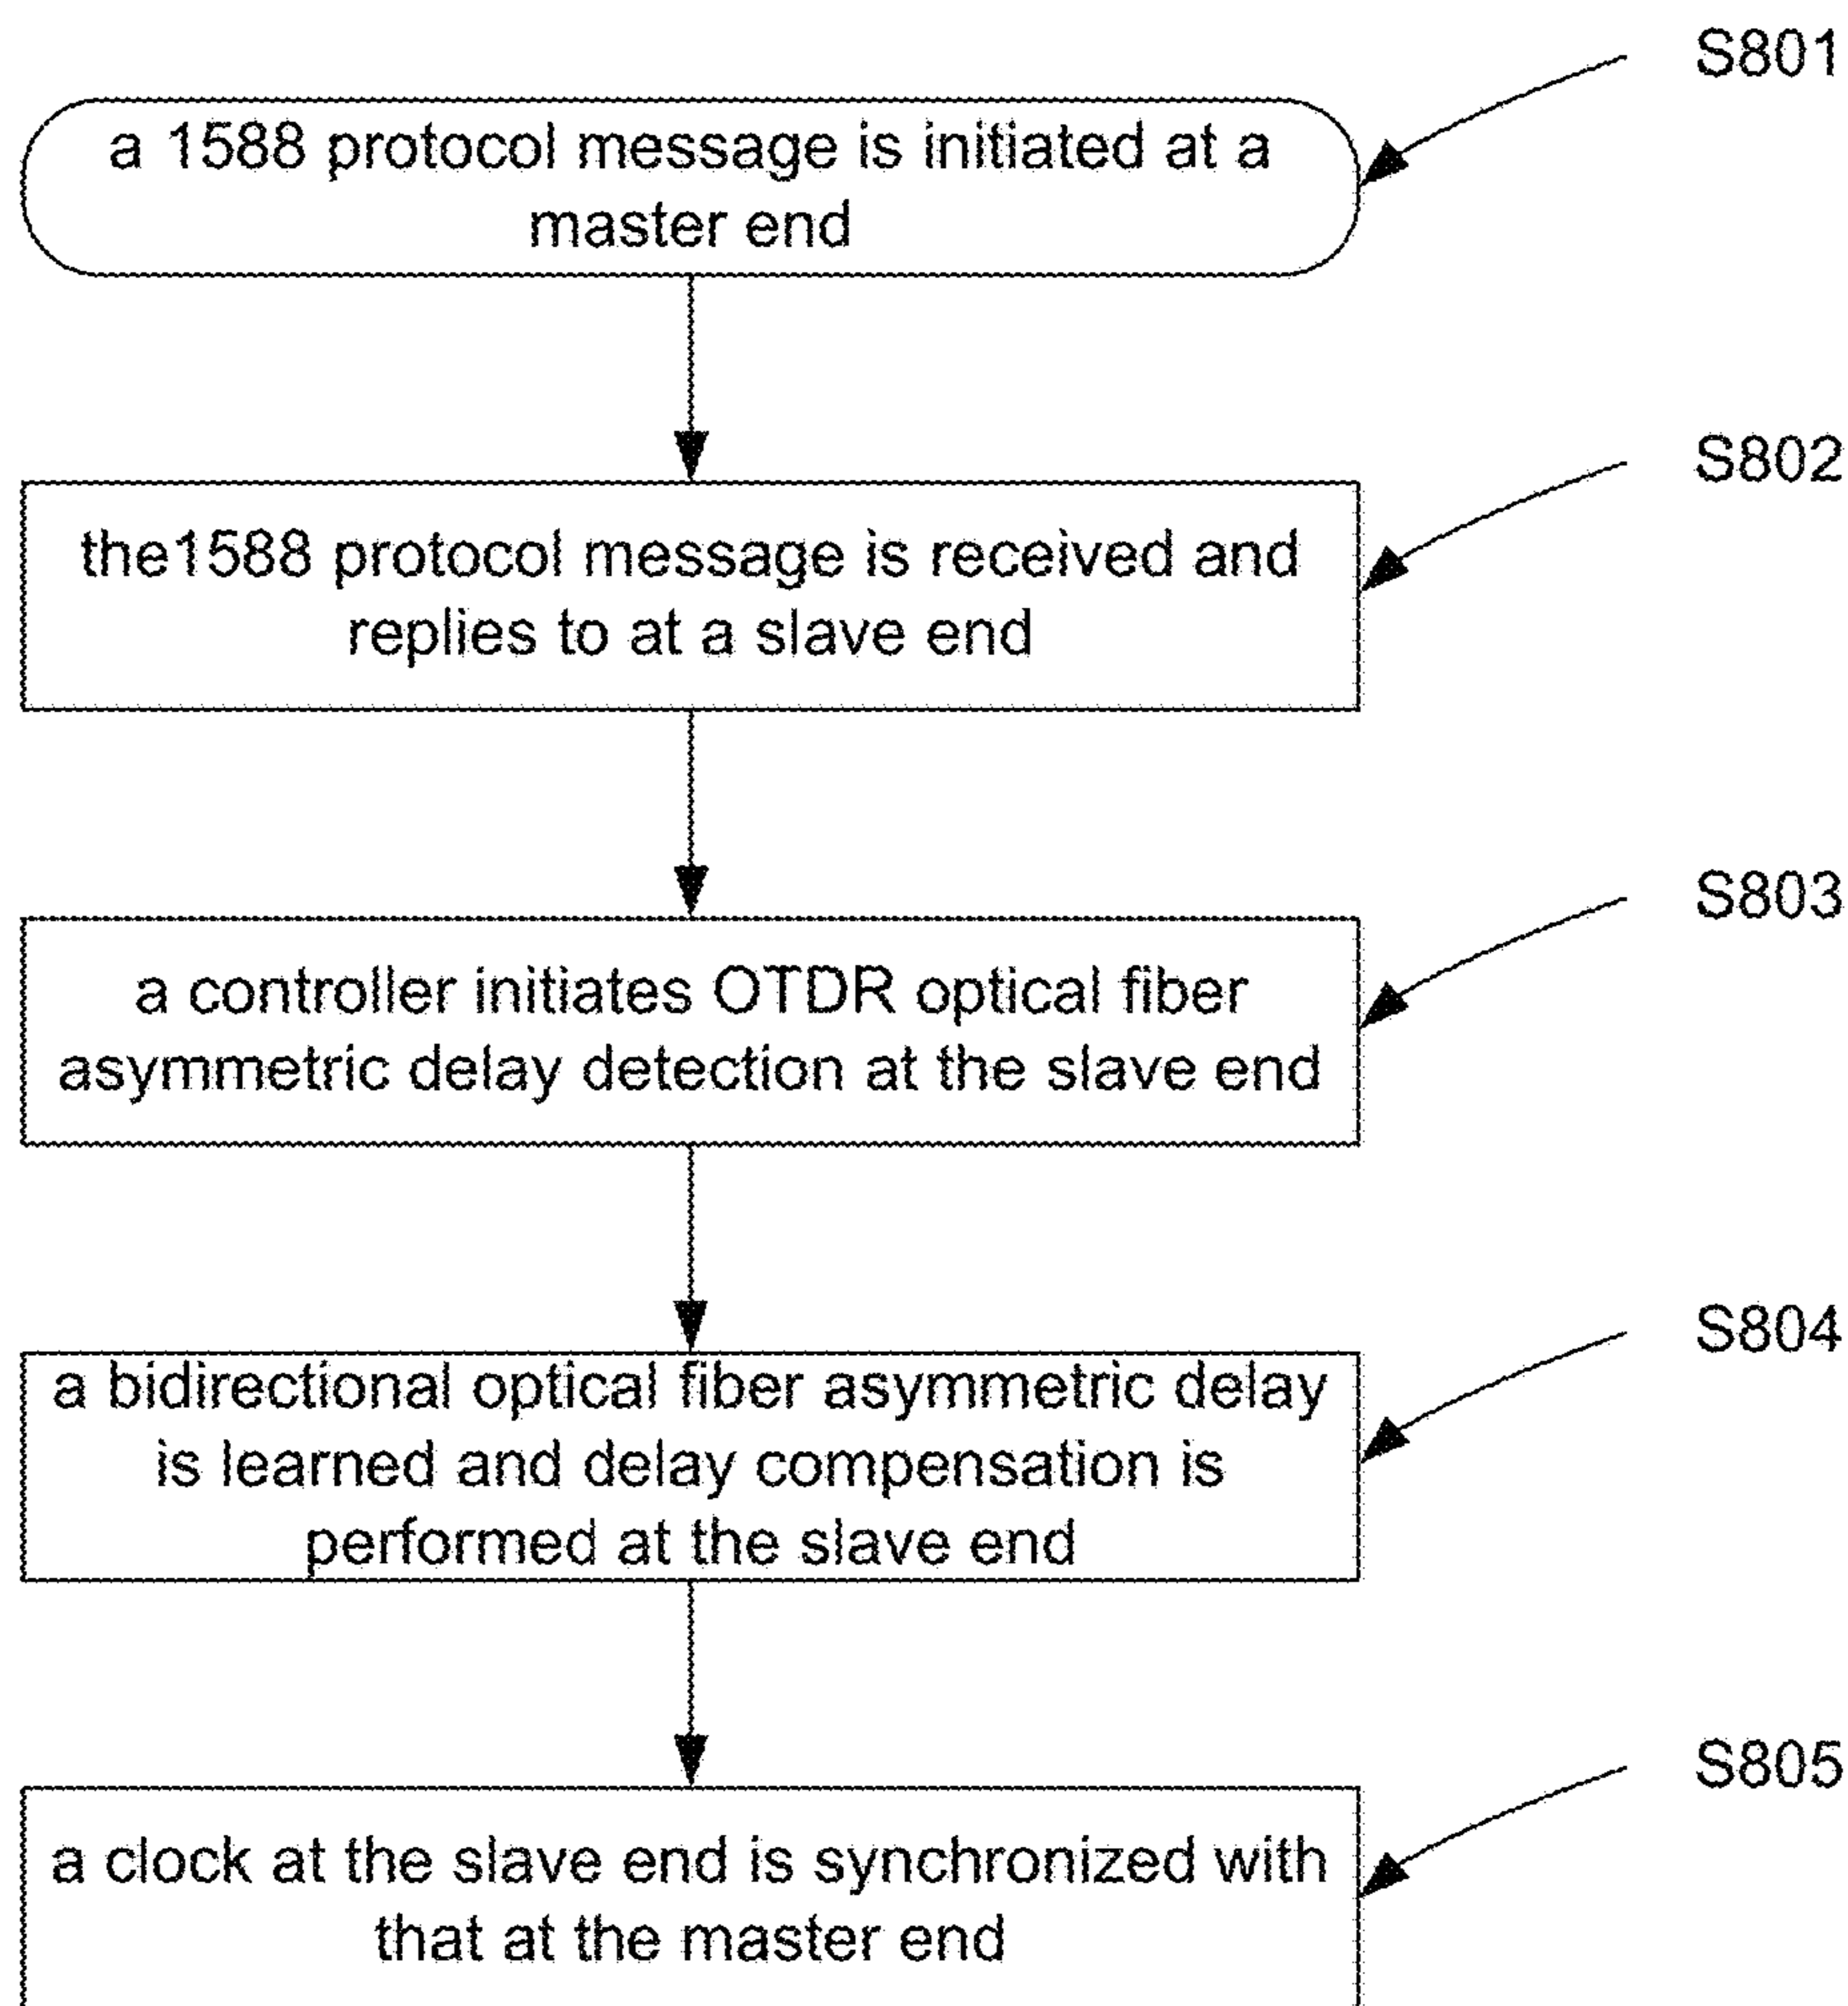 S801
a 1588 protocol message is initiated at a
master end
S802
the1588 protocol message is received and
replies to at a slave end
S803
a controller initiates OTDR optical fiber
asymmetric delay detection at the slave end
S804
a bidirectional optical fiber asymmetric delay
is learned and delay compensation is
performed at the slave end
S805
a clock at the slave end is synchronized with
that at the master end